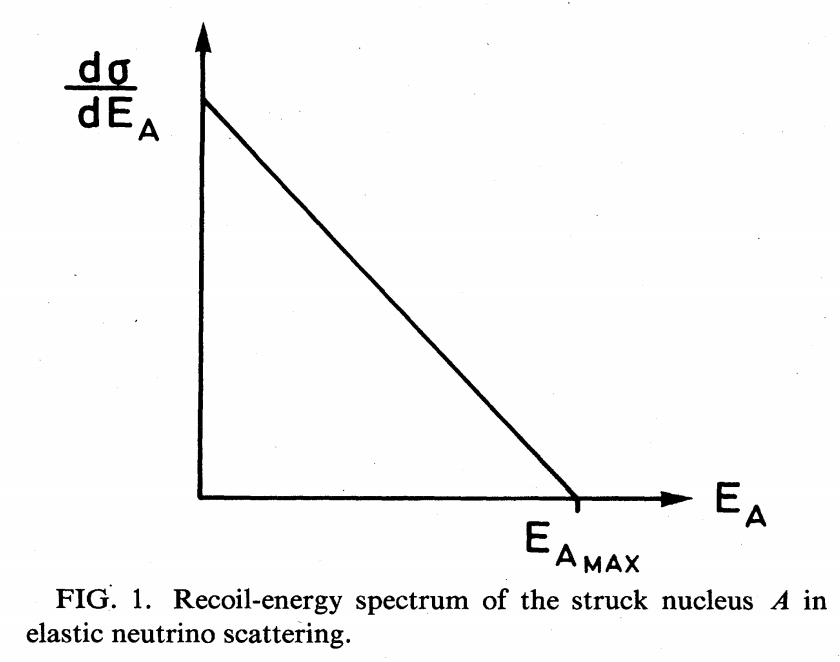 dσ
dE_A
E_A
E_A MAX
FIG. 1. Recoil-energy spectrum of the struck nucleus A in
elastic neutrino scattering.